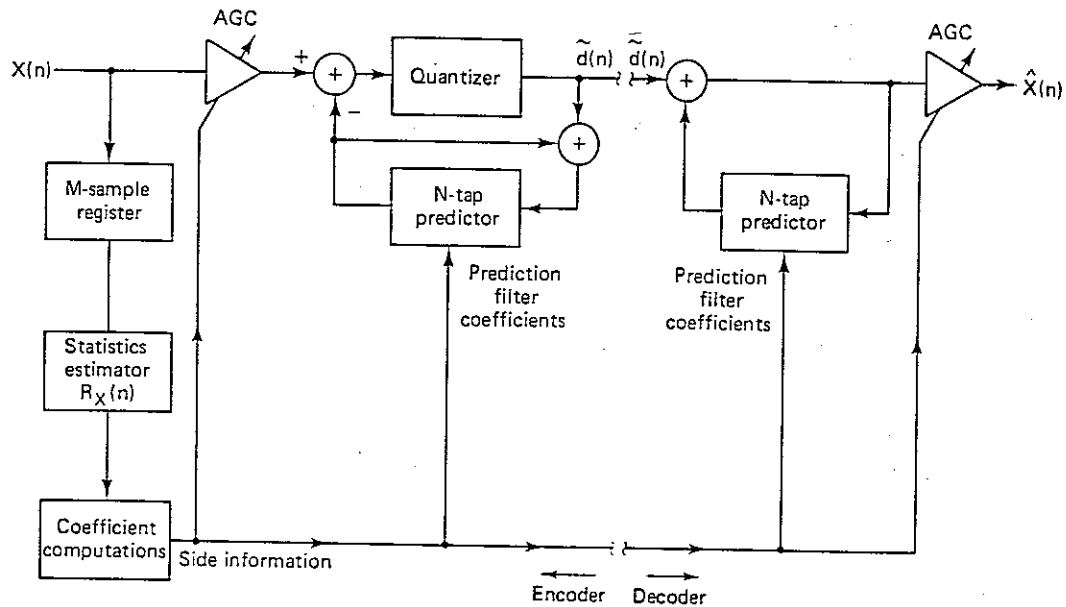 AGC
X(n)
+
+
−
Quantizer
d̃(n)
d̃̄(n)
+
+
AGC
X̂(n)
M-sample
register
N-tap
predictor
N-tap
predictor
Prediction
filter
coefficients
Prediction
filter
coefficients
Statistics
estimator
R_X(n)
Coefficient
computations
Side information
Encoder
Decoder